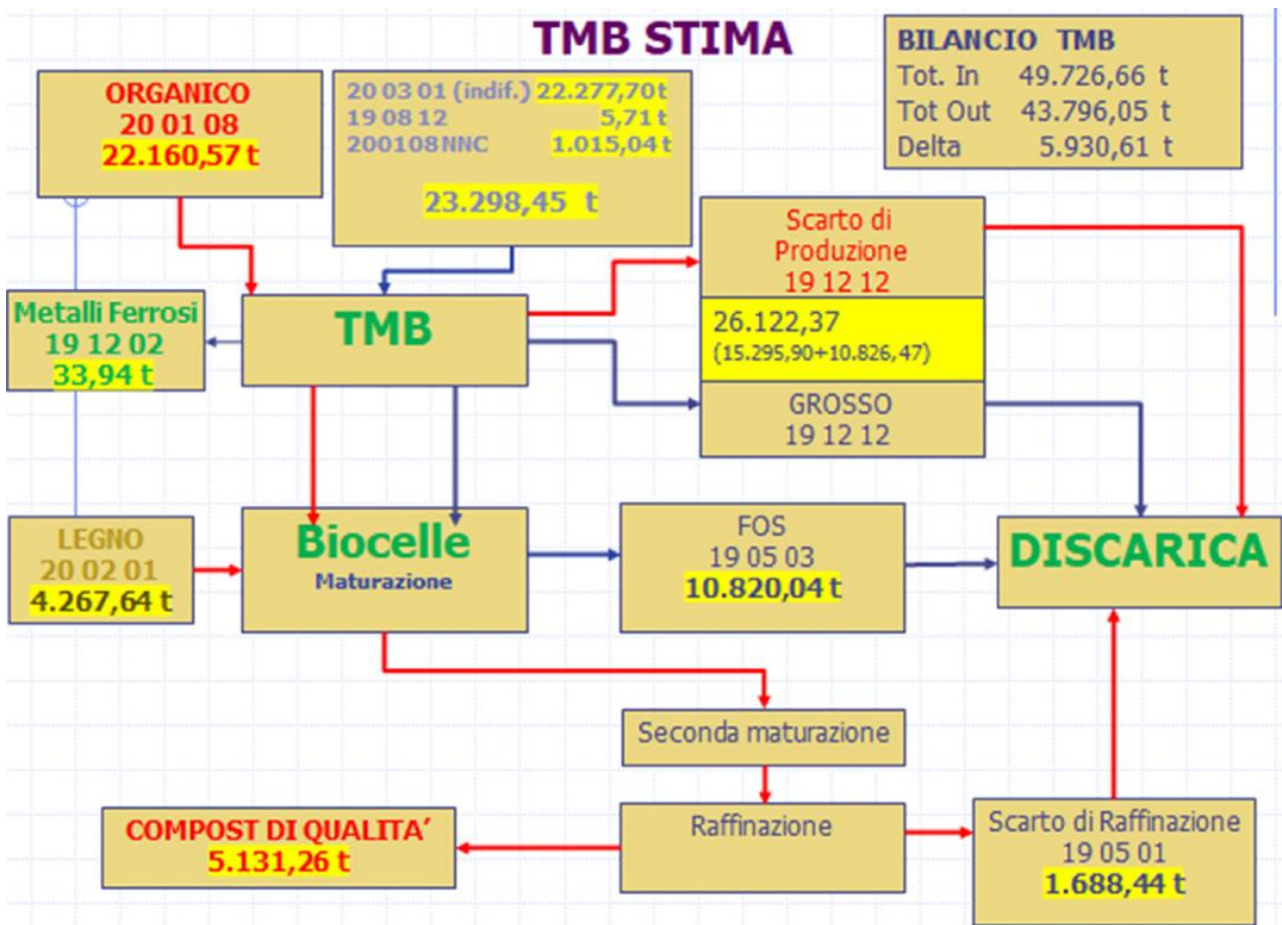 TMB STIMA
BILANCIO TMB
Tot. In 49.726,66 t
Tot Out 43.796,05 t
Delta 5.930,61 t
ORGANICO
20 01 08
22.160,57 t
20 03 01 (indif.) 22.277,70 t
19 08 12 5,71 t
200108NNC 1.015,04 t
23.298,45 t
Scarto di
Produzione
19 12 12
26.122,37
(15.295,90+10.826,47)
GROSSO
19 12 12
Metalli Ferrosi
19 12 02
33,94 t
TMB
LEGNO
20 02 01
4.267,64 t
Biocelle
Maturazione
FOS
19 05 03
10.820,04 t
DISCARICA
Seconda maturazione
Raffinazione
COMPOST DI QUALITA’
5.131,26 t
Scarto di Raffinazione
19 05 01
1.688,44 t